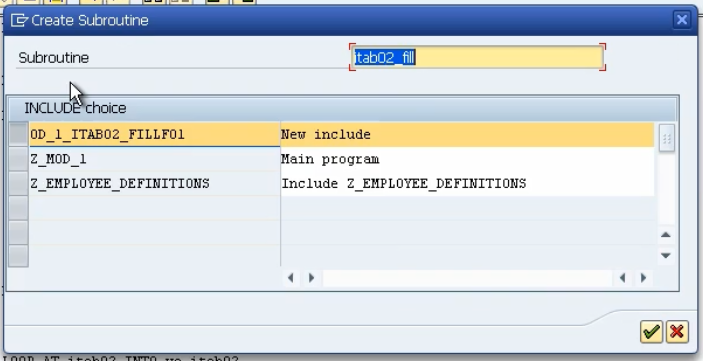 Create Subroutine
Subroutine
itab02_fill
INCLUDE choice
OD_1_ITAB02_FILLF01 New include
Z_MOD_1 Main program
Z_EMPLOYEE_DEFINITIONS Include Z_EMPLOYEE_DEFINITIONS
LOOP AT itab02 INTO wa_itab02